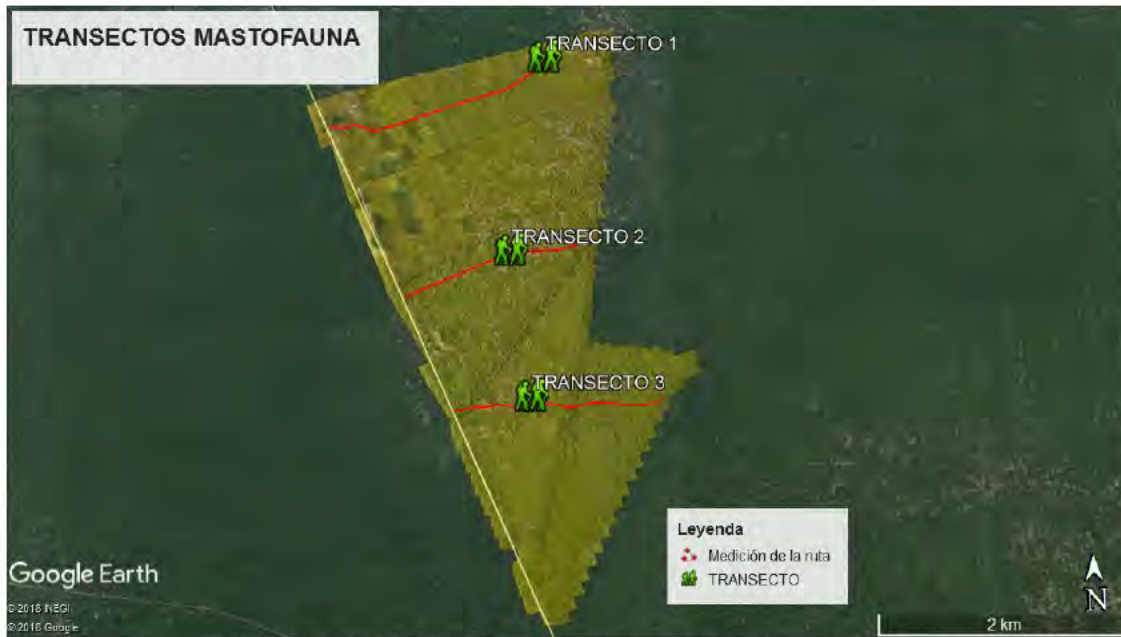 TRANSECTOS MASTOFAUNA
TRANSECTO 1
TRANSECTO 2
TRANSECTO 3
Leyenda
Medición de la ruta
TRANSECTO
Google Earth
© 2018 INEGI
© 2018 Google
N
2 km